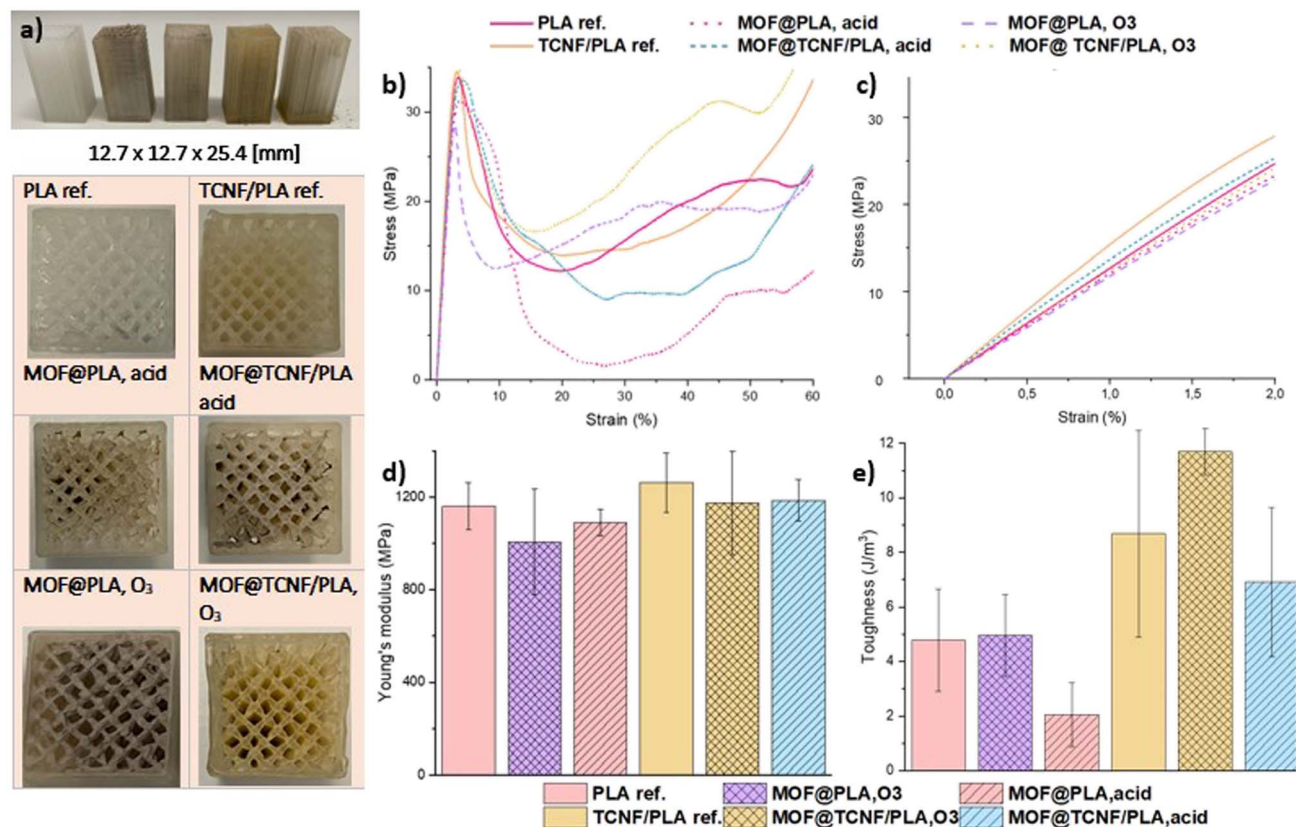 a)
12.7 x 12.7 x 25.4 [mm]
PLA ref.
TCNF/PLA ref.
MOF@PLA, acid
MOF@TCNF/PLA
acid
MOF@PLA, O₃
MOF@TCNF/PLA,
O₃
PLA ref.
MOF@PLA, acid
MOF@PLA, O3
TCNF/PLA ref.
MOF@TCNF/PLA, acid
MOF@ TCNF/PLA, O3
b)
Stress (MPa)
30
20
10
0
0
10
20
30
40
50
60
Strain (%)
c)
Stress (MPa)
30
20
10
0
0,0
0,5
1,0
1,5
2,0
Strain (%)
d)
Young's modulus (MPa)
1200
800
400
0
e)
Toughness (J/m³)
12
10
8
6
4
2
0
PLA ref.
MOF@PLA,O3
MOF@PLA,acid
TCNF/PLA ref.
MOF@TCNF/PLA,O3
MOF@TCNF/PLA,acid